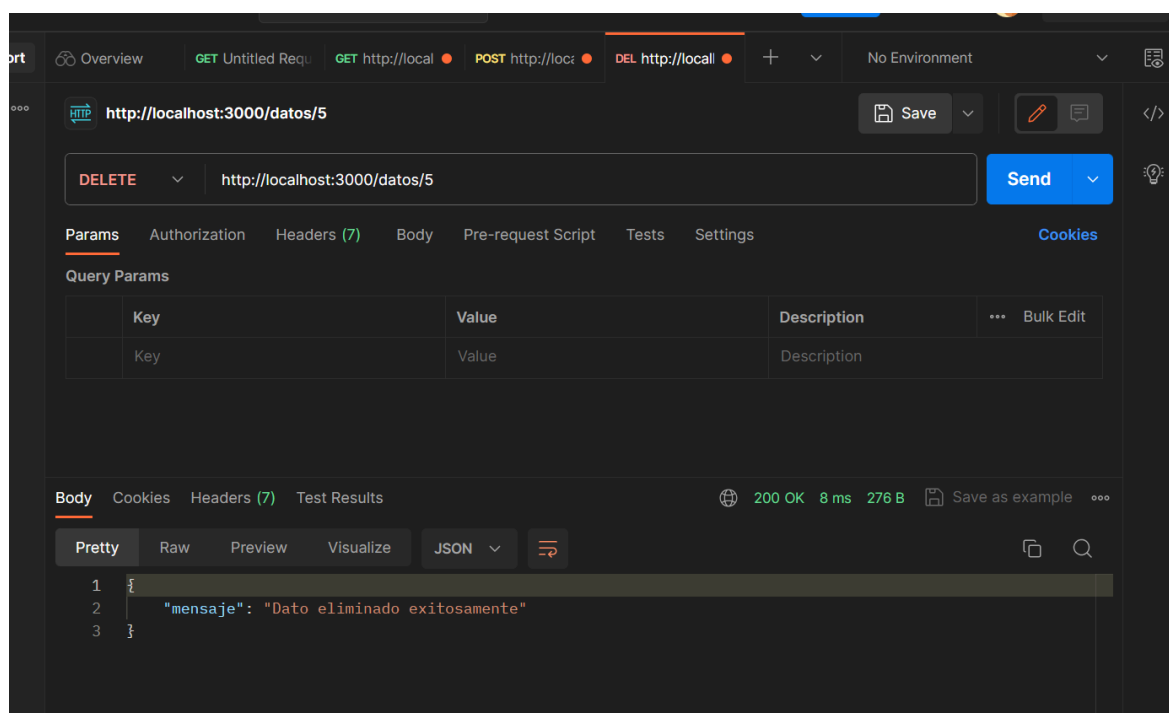 ort
Overview GET Untitled Requ GET http://local POST http://loca DEL http://locall + No Environment
HTTP http://localhost:3000/datos/5 Save </>
DELETE http://localhost:3000/datos/5 Send
Params Authorization Headers (7) Body Pre-request Script Tests Settings Cookies
Query Params
Key Value Description Bulk Edit
Key Value Description
Body Cookies Headers (7) Test Results 200 OK 8 ms 276 B Save as example
Pretty Raw Preview Visualize JSON
1 {
2 "mensaje": "Dato eliminado exitosamente"
3 }